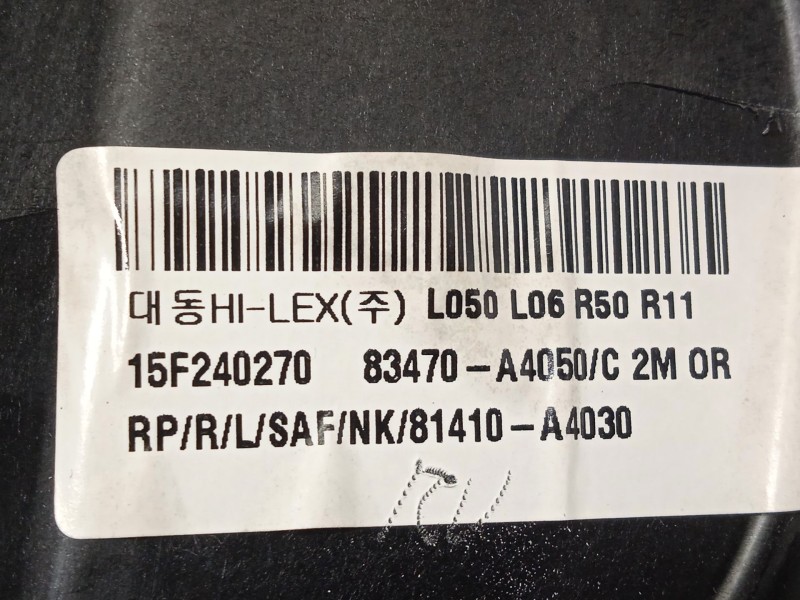 대동HI-LEX(주) L050 L06 R50 R11
15F240270 83470-A4050/C 2M OR
RP/R/L/SAF/NK/81410-A4030